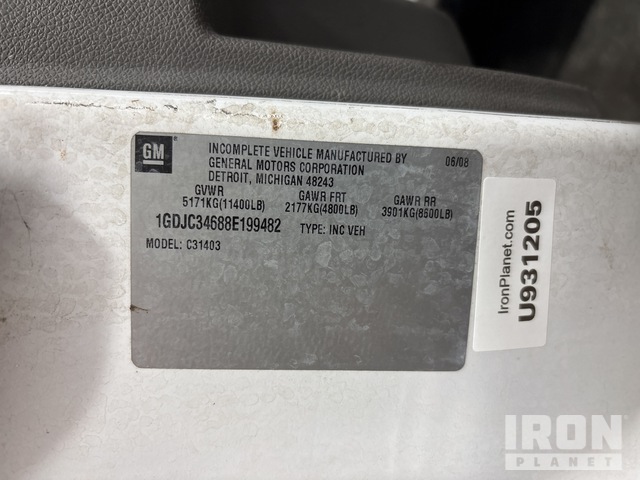 GM
INCOMPLETE VEHICLE MANUFACTURED BY 06/08
GENERAL MOTORS CORPORATION
DETROIT, MICHIGAN 48243
GVWR GAWR FRT GAWR RR
5171KG(11400LB) 2177KG(4800LB) 3901KG(8600LB)
1GDJC34688E199482 TYPE: INC VEH
MODEL: C31403
IronPlanet.com
U931205
IRON
PLANET